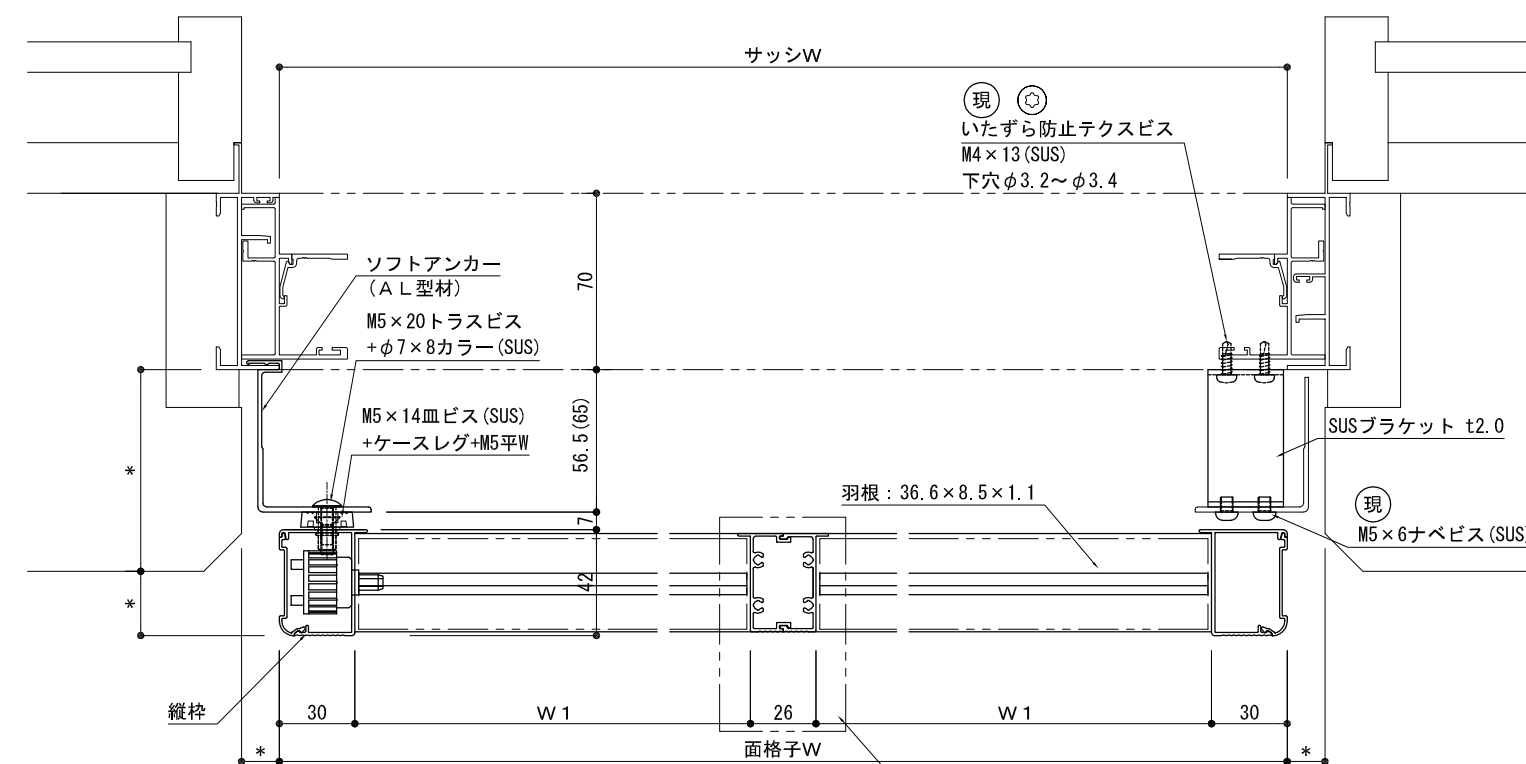 サッシW
現
いたずら防止テクスビス
M4×13(SUS)
下穴φ3.2～φ3.4
ソフトアンカー
(AL型材)
M5×20トラスビス
+φ7×8カラー(SUS)
70
M5×14皿ビス(SUS)
+ケースレグ+M5平W
56.5(65)
SUSブラケット t2.0
*
羽根：36.6×8.5×1.1
7
現
M5×6ナベビス(SUS)
42
*
縦枠
30
W1
26
W1
30
*
面格子W
*